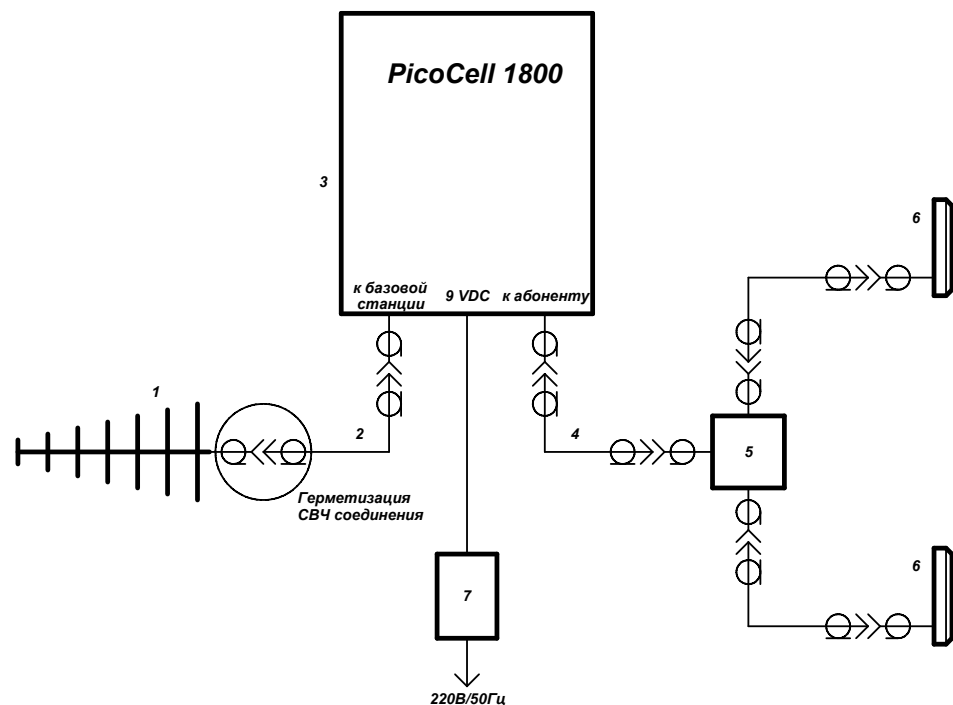 PicoCell 1800
3
к базовой
станции
9 VDC
к абоненту
6
1
2
4
5
Герметизация
СВЧ соединения
6
7
220В/50Гц